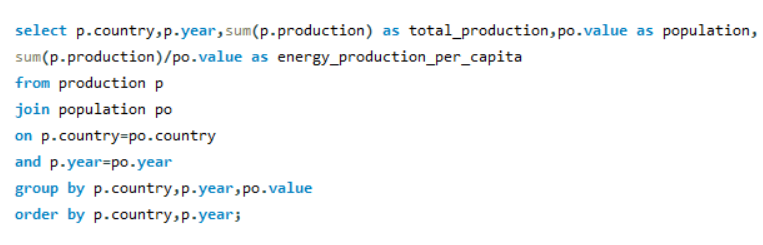 select p.country,p.year,sum(p.production) as total_production,po.value as population,
sum(p.production)/po.value as energy_production_per_capita
from production p
join population po
on p.country=po.country
and p.year=po.year
group by p.country,p.year,po.value
order by p.country,p.year;